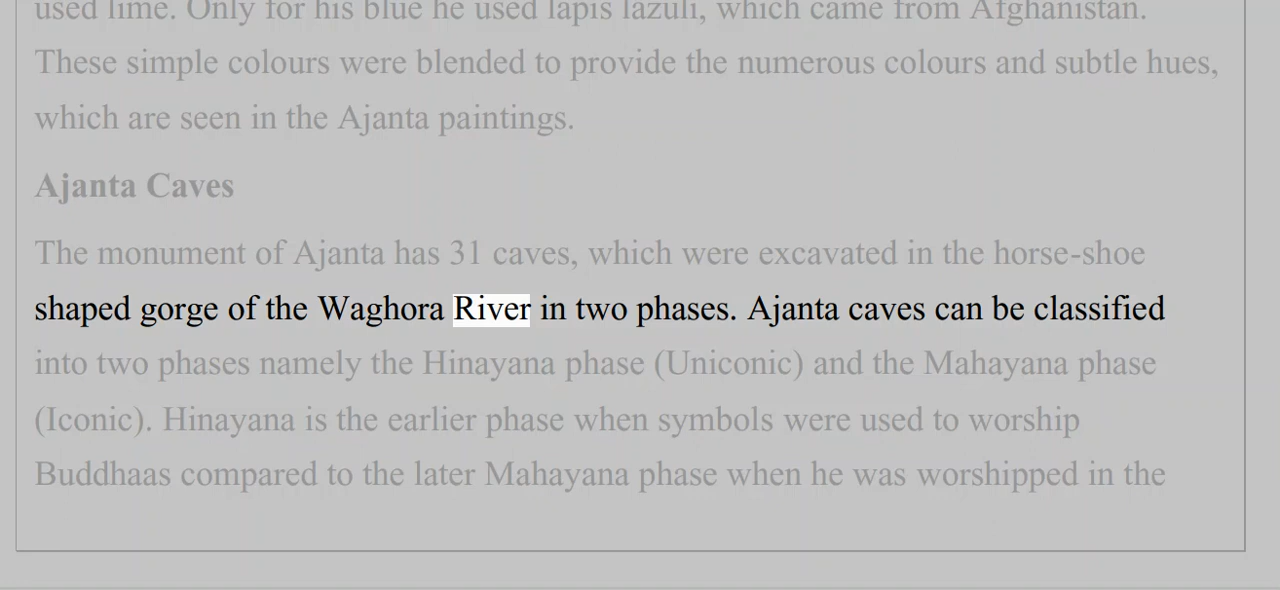 used lime. Only for his blue he used lapis lazuli, which came from Afghanistan.
These simple colours were blended to provide the numerous colours and subtle hues,
which are seen in the Ajanta paintings.
Ajanta Caves
The monument of Ajanta has 31 caves, which were excavated in the horse-shoe
shaped gorge of the Waghora River in two phases. Ajanta caves can be classified
into two phases namely the Hinayana phase (Uniconic) and the Mahayana phase
(Iconic). Hinayana is the earlier phase when symbols were used to worship
Buddhaas compared to the later Mahayana phase when he was worshipped in the